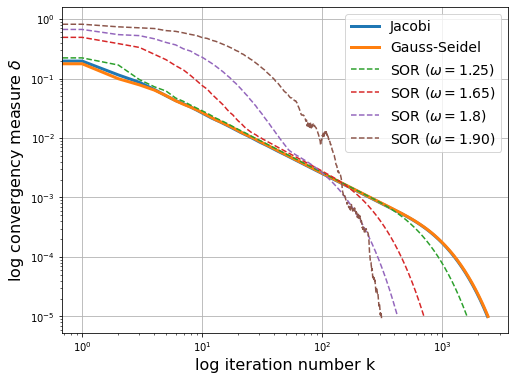 Jacobi
Gauss-Seidel
SOR (ω = 1.25)
SOR (ω = 1.65)
SOR (ω = 1.8)
SOR (ω = 1.90)
log convergency measure δ
10⁰
10⁻¹
10⁻²
10⁻³
10⁻⁴
10⁻⁵
10⁰ 10¹ 10² 10³
log iteration number k